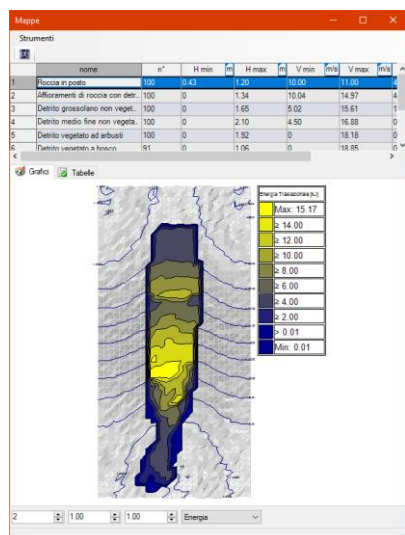 Mappe
Strumenti
nome n° H min m H max m V min m/s V max m/s
1 Roccia in posto 100 0.43 1.20 10.00 11.00 4
2 Affioramenti di roccia con detr.. 100 0 1.34 10.04 14.97 4
3 Detrito grossolano non veget.. 100 0 1.65 5.02 15.61 1
4 Detrito medio fine non vegeta.. 100 0 2.10 4.50 16.88 0
5 Detrito vegetato ad arbusti 100 0 1.92 0 18.18 0
6 Detrito vegetato a bosco 91 0 1.06 0 18.85 0
Grafici Tabelle
Energia Traslazionale [kJ]
Max: 15.17
≥ 14.00
≥ 12.00
≥ 10.00
≥ 8.00
≥ 6.00
≥ 4.00
≥ 2.00
> 0.01
Min: 0.01
2 1.00 1.00 Energia